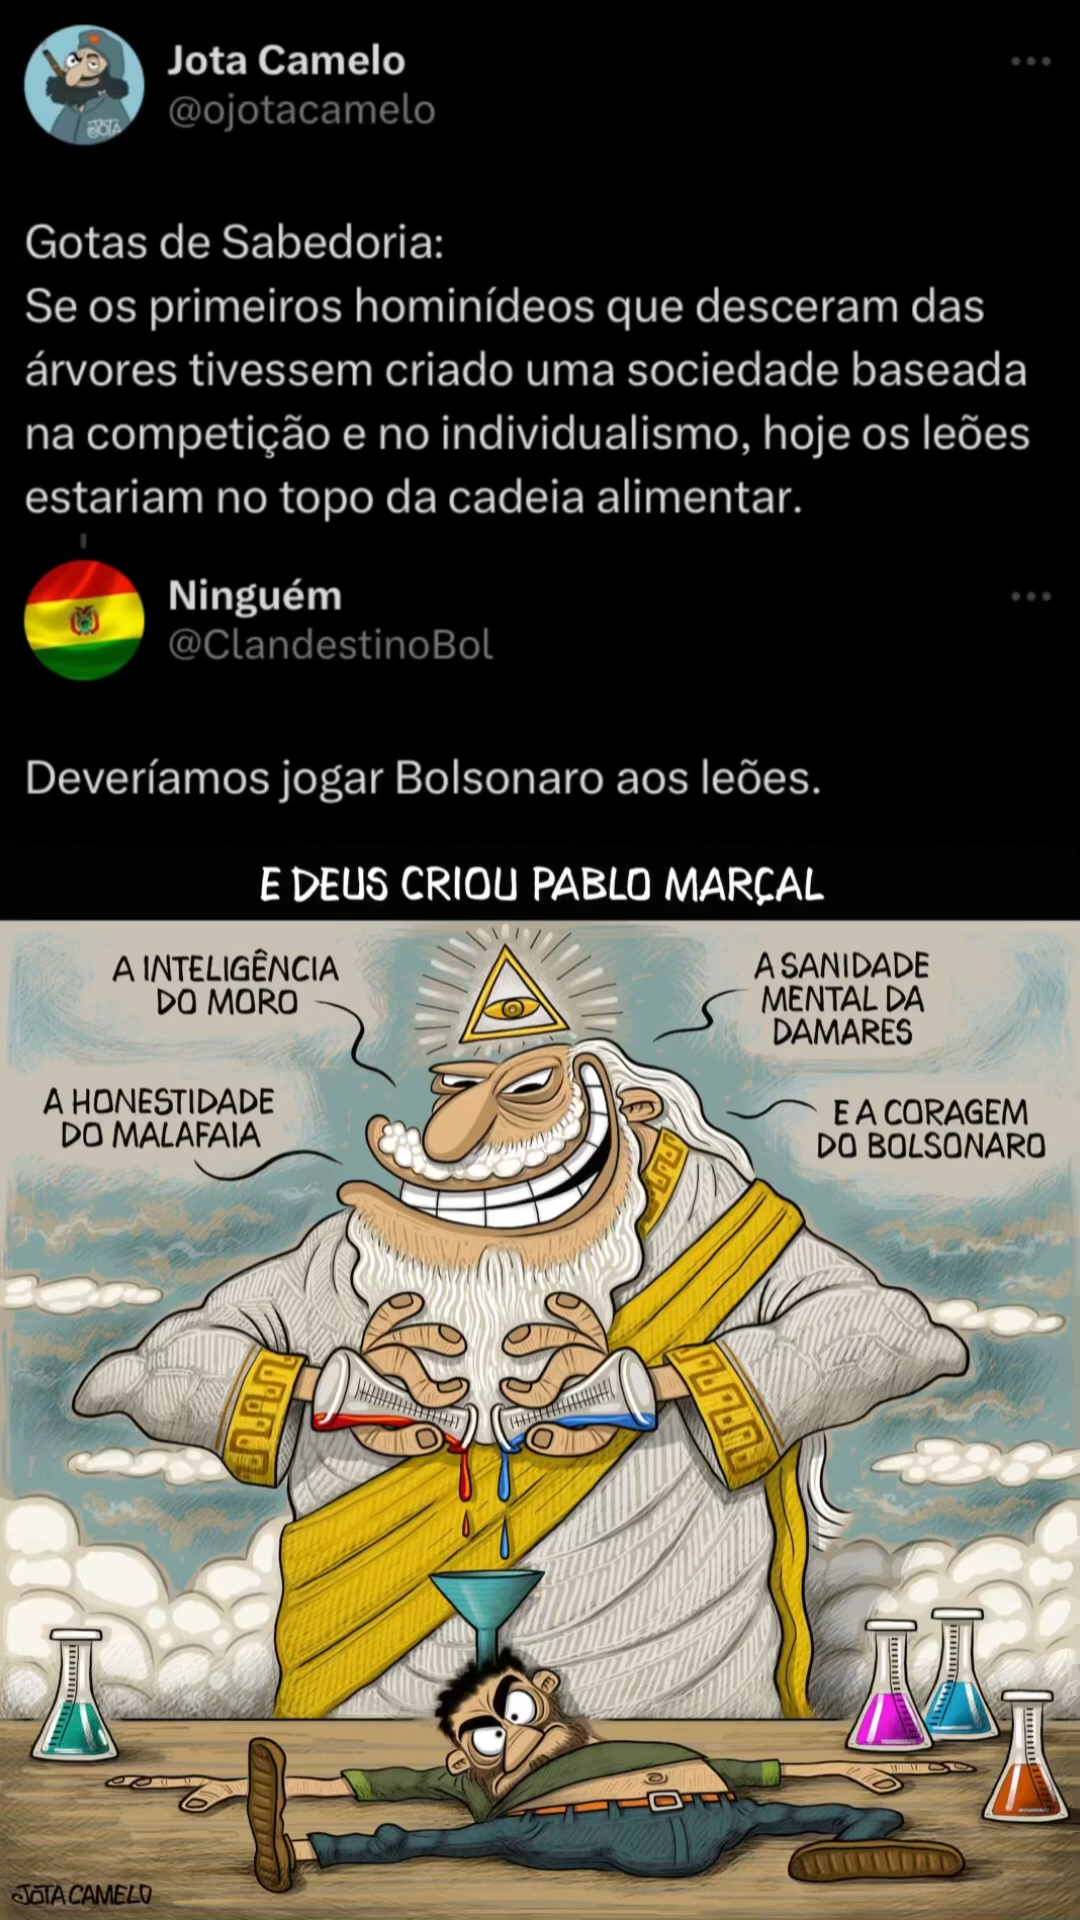 Jota Camelo
@ojotacamelo
JOTA
Gotas de Sabedoria:
Se os primeiros hominídeos que desceram das
árvores tivessem criado uma sociedade baseada
na competição e no individualismo, hoje os leões
estariam no topo da cadeia alimentar.
Ninguém
@ClandestinoBol
Deveríamos jogar Bolsonaro aos leões.
E DEUS CRIOU PABLO MARÇAL
A INTELIGÊNCIA
DO MORO
A HONESTIDADE
DO MALAFAIA
A SANIDADE
MENTAL DA
DAMARES
E A CORAGEM
DO BOLSONARO
JOTA CAMELO